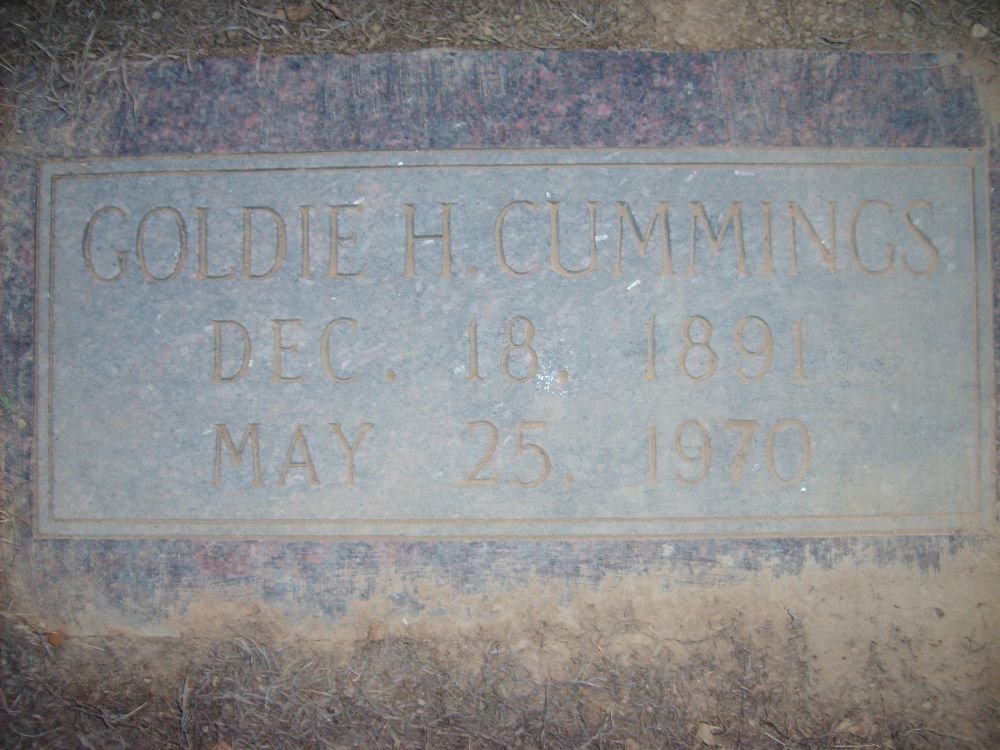 GOLDIE H. CUMMINGS
DEC. 18, 1891
MAY 25, 1970